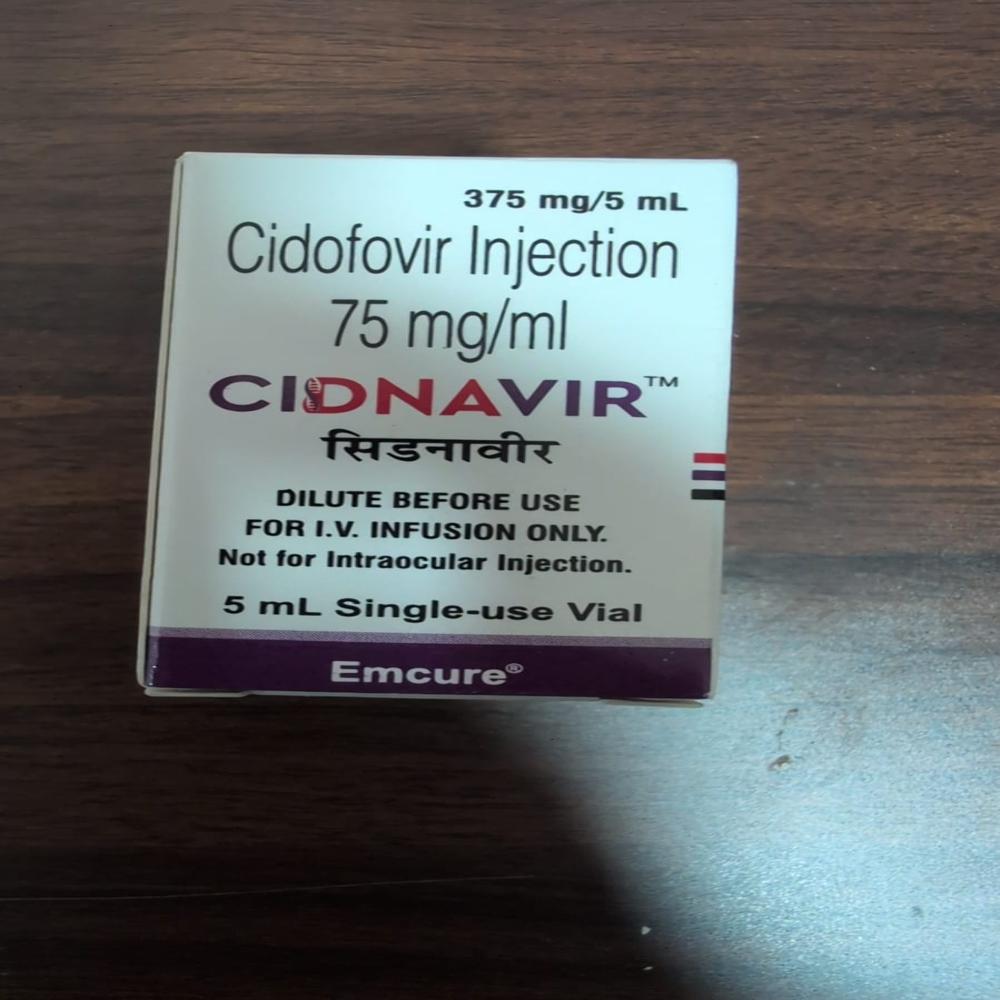 375 mg/5 mL
Cidofovir Injection
75 mg/ml
CIDNAVIR™
सिडनावीर
DILUTE BEFORE USE
FOR I.V. INFUSION ONLY.
Not for Intraocular Injection.
5 mL Single-use Vial
Emcure®